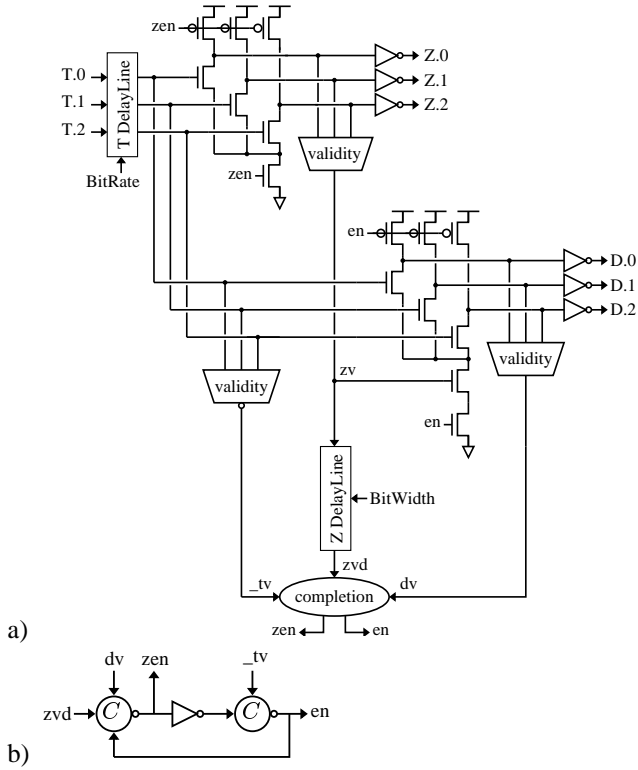 zen
Z.0
T.0
T DelayLine
Z.1
T.1
Z.2
T.2
validity
zen
BitRate
en
D.0
D.1
D.2
validity
zv
validity
en
Z DelayLine
BitWidth
zvd
_tv
completion
dv
zen
en
a)
dv
zen
_tv
zvd
C
C
en
b)